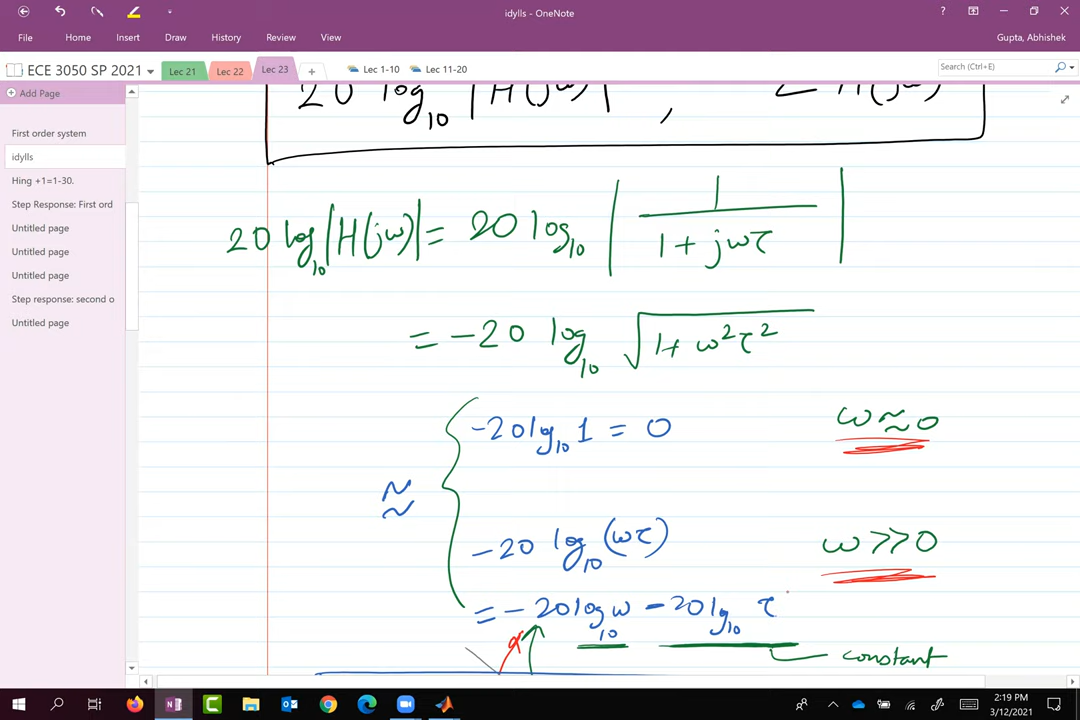 idylls - OneNote
File Home Insert Draw History Review View
Gupta, Abhishek
ECE 3050 SP 2021 Lec 21 Lec 22 Lec 23 Lec 1-10 Lec 11-20
Search (Ctrl+E)
Add Page
First order system
idylls
Hing +1=1-30.
Step Response: First ord
Untitled page
Untitled page
Untitled page
Step response: second o
Untitled page
20 log₁₀ |H(jω)| , ∠ H(jω)
20 log₁₀ |H(jω)| = 20 log₁₀ | 1 / (1 + jωτ) |
= -20 log₁₀ √(1 + ω²τ²)
≈ { -20 log₁₀ 1 = 0 ω ≈ 0
-20 log₁₀ (ωτ) ω >> 0
= -20 log₁₀ ω - 20 log₁₀ τ
constant
2:19 PM
3/12/2021